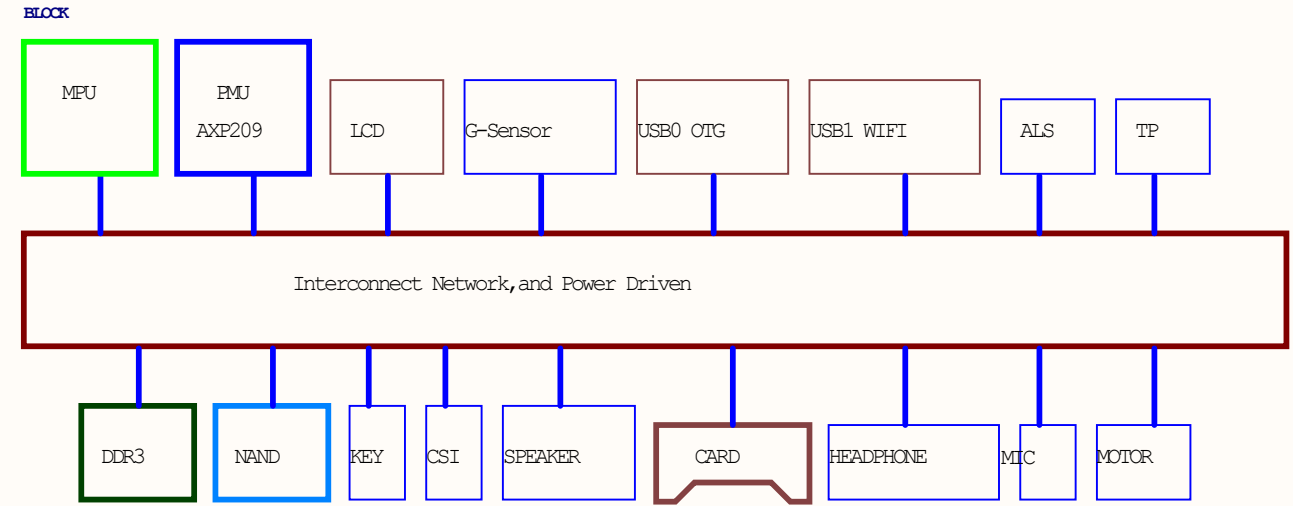 BLOCK
MPU
PMU
AXP209
LCD
G-Sensor
USB0 OTG
USB1 WIFI
ALS
TP
Interconnect Network,and Power Driven
DDR3
NAND
KEY
CSI
SPEAKER
CARD
HEADPHONE
MIC
MOTOR